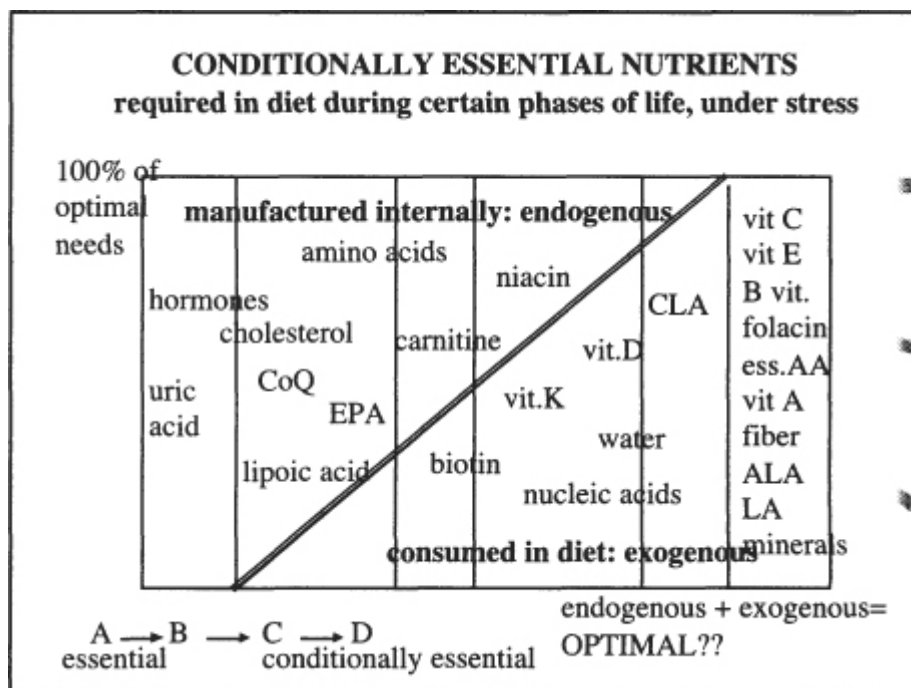 CONDITIONALLY ESSENTIAL NUTRIENTS
required in diet during certain phases of life, under stress
100% of
optimal
needs
manufactured internally: endogenous
amino acids
niacin
hormones
cholesterol
carnitine
CLA
vit.D
CoQ
uric
acid
EPA
vit.K
water
lipoic acid
biotin
nucleic acids
consumed in diet: exogenous
vit C
vit E
B vit.
folacin
ess.AA
vit A
fiber
ALA
LA
minerals
A → B → C → D
essential
conditionally essential
endogenous + exogenous=
OPTIMAL??